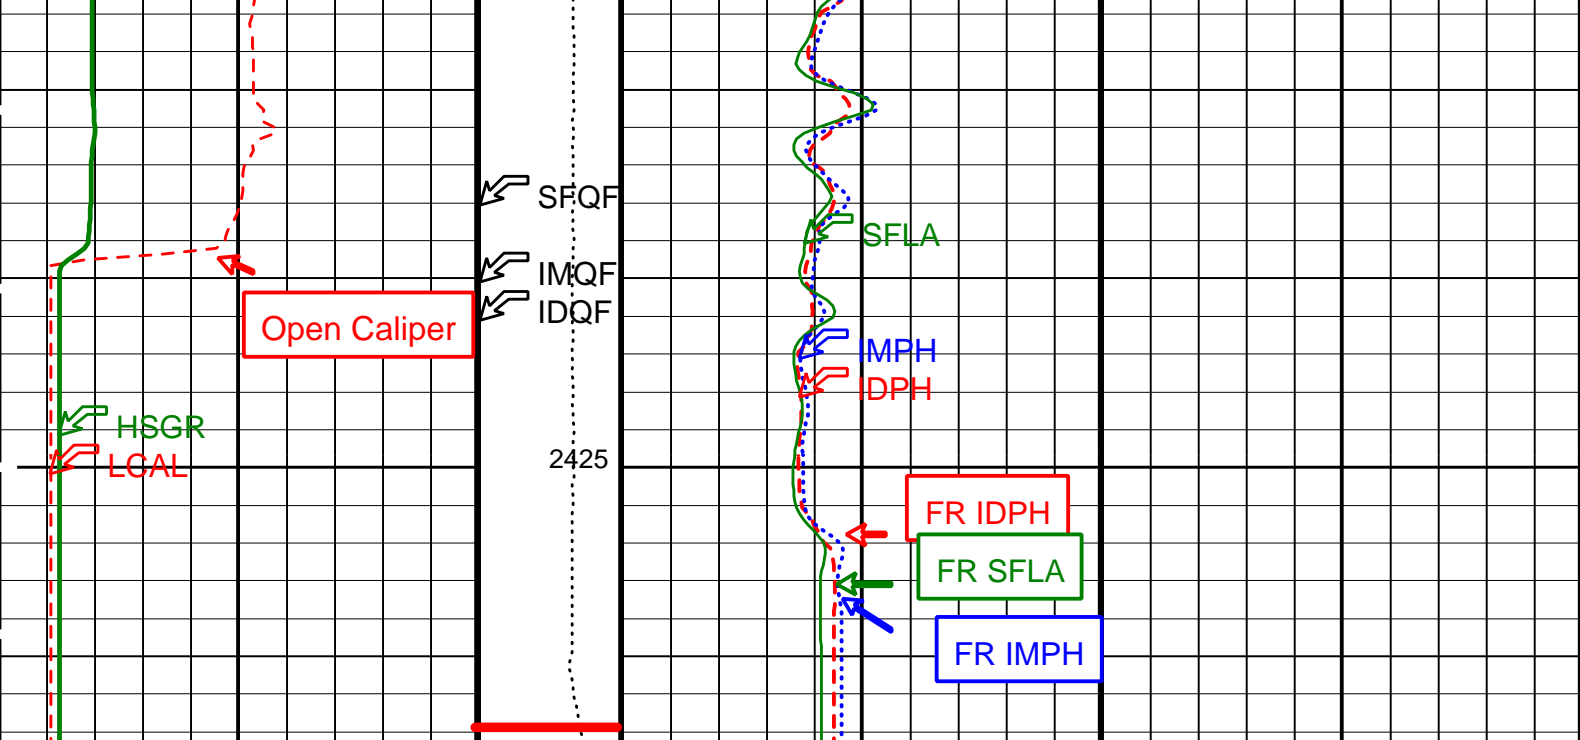 SFQF
SFLA
IMQF
IDQF
Open Caliper
IMPH
IDPH
HSGR
LCAL
2425
FR IDPH
FR SFLA
FR IMPH